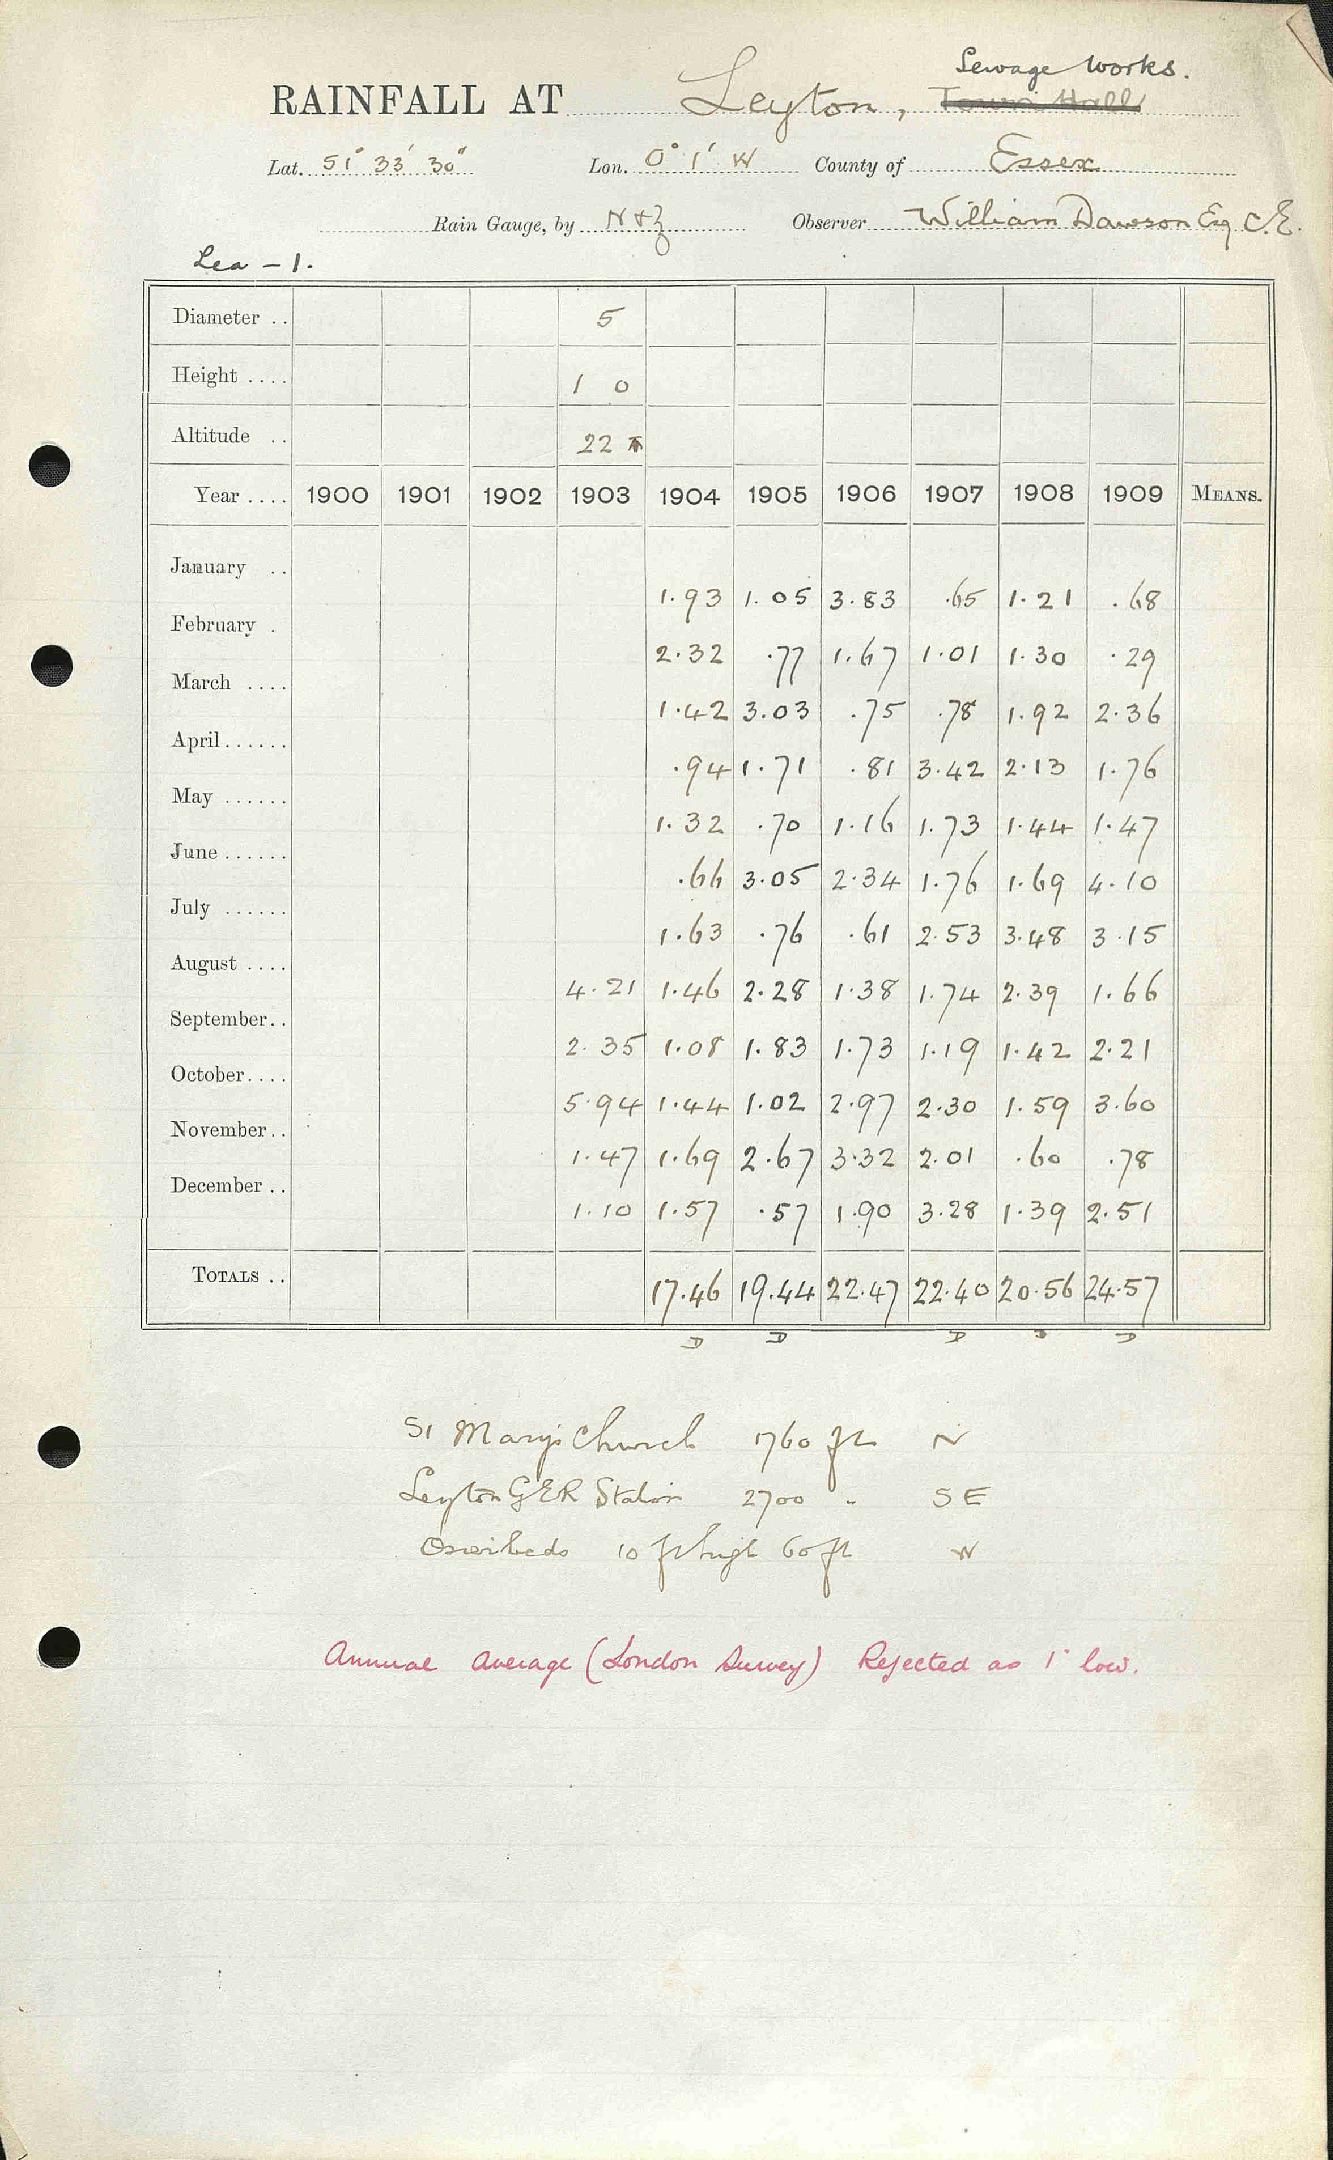 Sewage Works.
RAINFALL AT Leyton, Town Hall
Lat. 51° 33' 30" Lon. 0° 1' W County of Essex
Rain Gauge, by N & Z Observer William Dawson Esq C.E.
Lea - 1.
Diameter .. 5
Height .... 1 0
Altitude .. 22
Year .... 1900 1901 1902 1903 1904 1905 1906 1907 1908 1909 MEANS.
January .. 1.93 1.05 3.83 .65 1.21 .68
February . 2.32 .77 1.67 1.01 1.30 .29
March .... 1.42 3.03 .75 .78 1.92 2.36
April ...... .94 1.71 .81 3.42 2.13 1.76
May ...... 1.32 .70 1.16 1.73 1.44 1.47
June ...... .66 3.05 2.34 1.76 1.69 4.10
July ...... 1.63 .76 .61 2.53 3.48 3.15
August .... 4.21 1.46 2.28 1.38 1.74 2.39 1.66
September.. 2.35 1.08 1.83 1.73 1.19 1.42 2.21
October.... 5.94 1.44 1.02 2.97 2.30 1.59 3.60
November.. 1.47 1.69 2.67 3.32 2.01 .60 .78
December .. 1.10 1.57 .57 1.90 3.28 1.39 2.51
TOTALS .. 17.46 19.44 22.47 22.40 20.56 24.57
D D D D
St Marys Church 1760 ft N
Leyton GER Station 2700 " SE
Osierbeds 10 ft high 60 ft W
Annual average (London Survey) Rejected as 1" low.